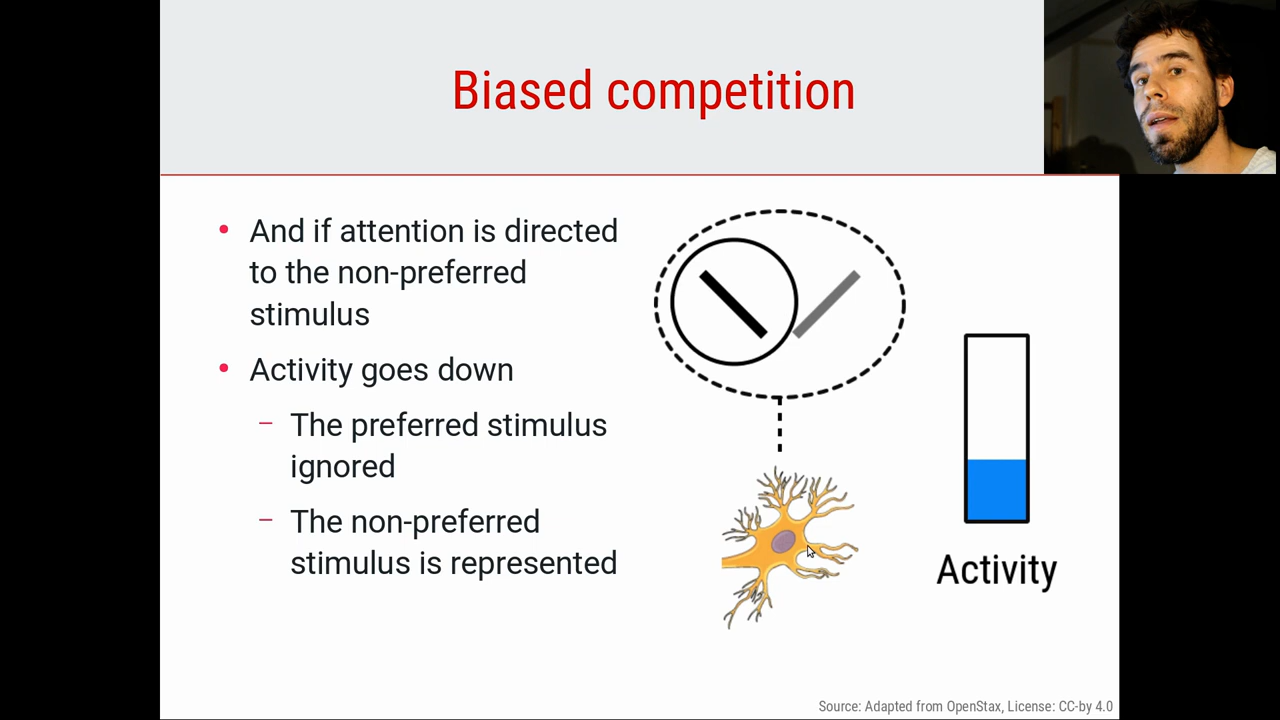 Biased competition
• And if attention is directed
to the non-preferred
stimulus
• Activity goes down
– The preferred stimulus
ignored
– The non-preferred
stimulus is represented
Activity
Source: Adapted from OpenStax, License: CC-by 4.0